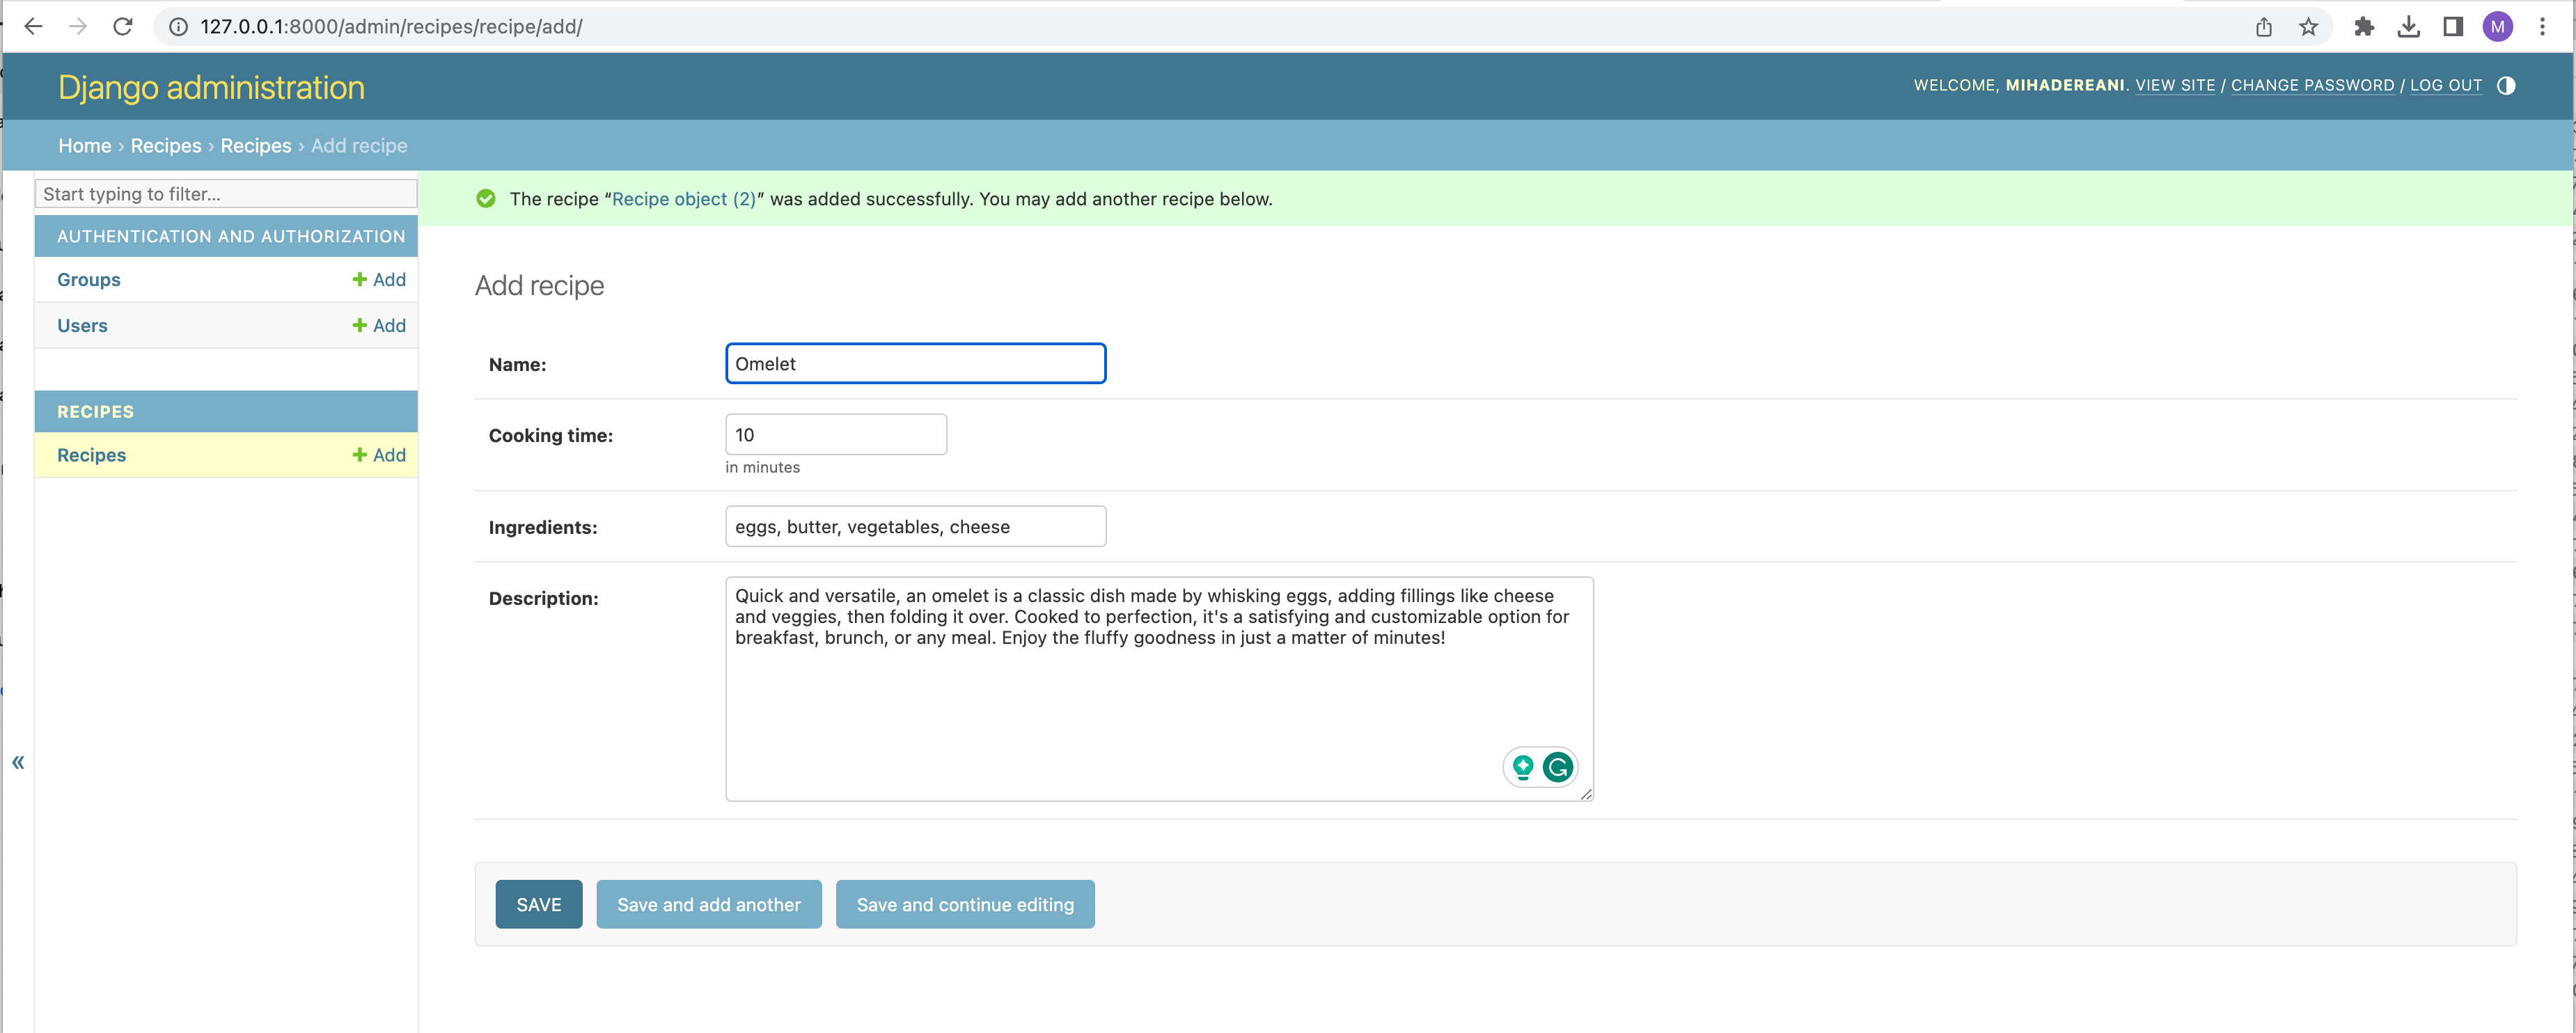 127.0.0.1:8000/admin/recipes/recipe/add/
M
Django administration
WELCOME, MIHADEREANI. VIEW SITE / CHANGE PASSWORD / LOG OUT
Home › Recipes › Recipes › Add recipe
Start typing to filter...
AUTHENTICATION AND AUTHORIZATION
Groups + Add
Users + Add
RECIPES
Recipes + Add
«
The recipe “Recipe object (2)” was added successfully. You may add another recipe below.
Add recipe
Name: Omelet
Cooking time: 10
in minutes
Ingredients: eggs, butter, vegetables, cheese
Description: Quick and versatile, an omelet is a classic dish made by whisking eggs, adding fillings like cheese
and veggies, then folding it over. Cooked to perfection, it's a satisfying and customizable option for
breakfast, brunch, or any meal. Enjoy the fluffy goodness in just a matter of minutes!
SAVE Save and add another Save and continue editing